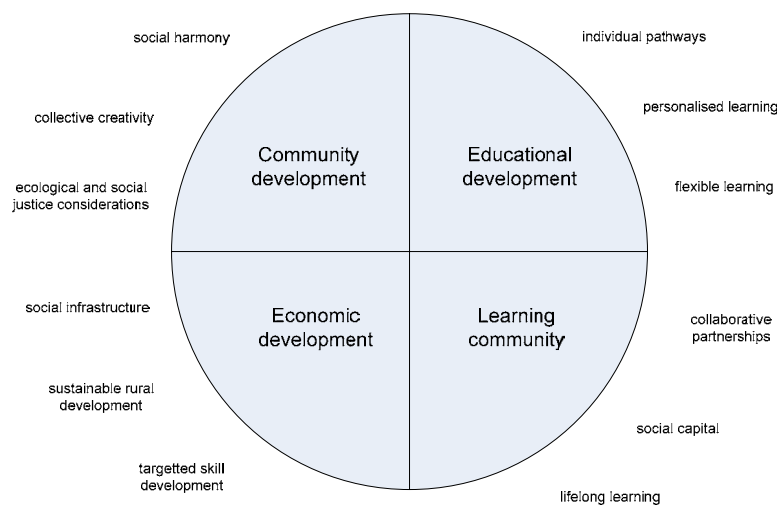 social harmony
individual pathways
collective creativity
personalised learning
Community
development
Educational
development
ecological and social
justice considerations
flexible learning
social infrastructure
Economic
development
Learning
community
collaborative
partnerships
sustainable rural
development
social capital
targetted skill
development
lifelong learning